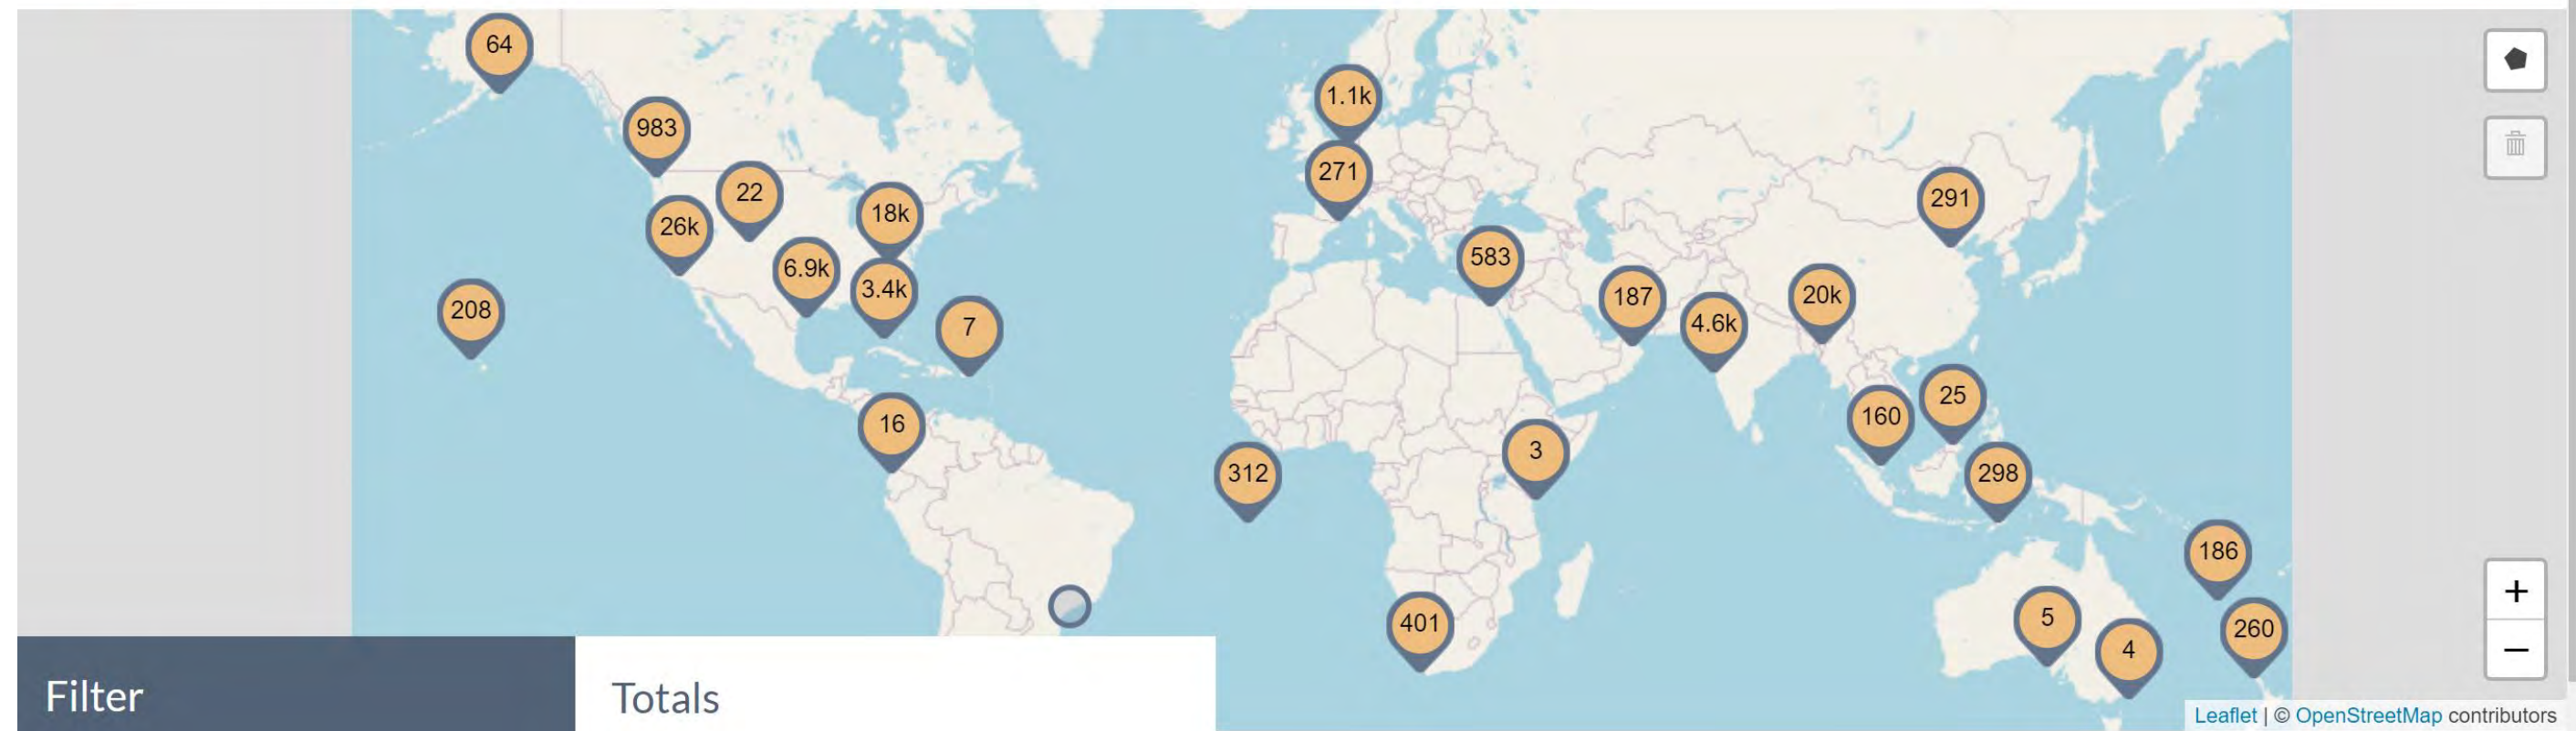 64
1.1k
983
271
22
291
18k
26k
583
6.9k
3.4k
20k
187
208
4.6k
7
25
160
16
3
312
298
186
5
401
260
4
+
−
Filter
Totals
Leaflet | © OpenStreetMap contributors